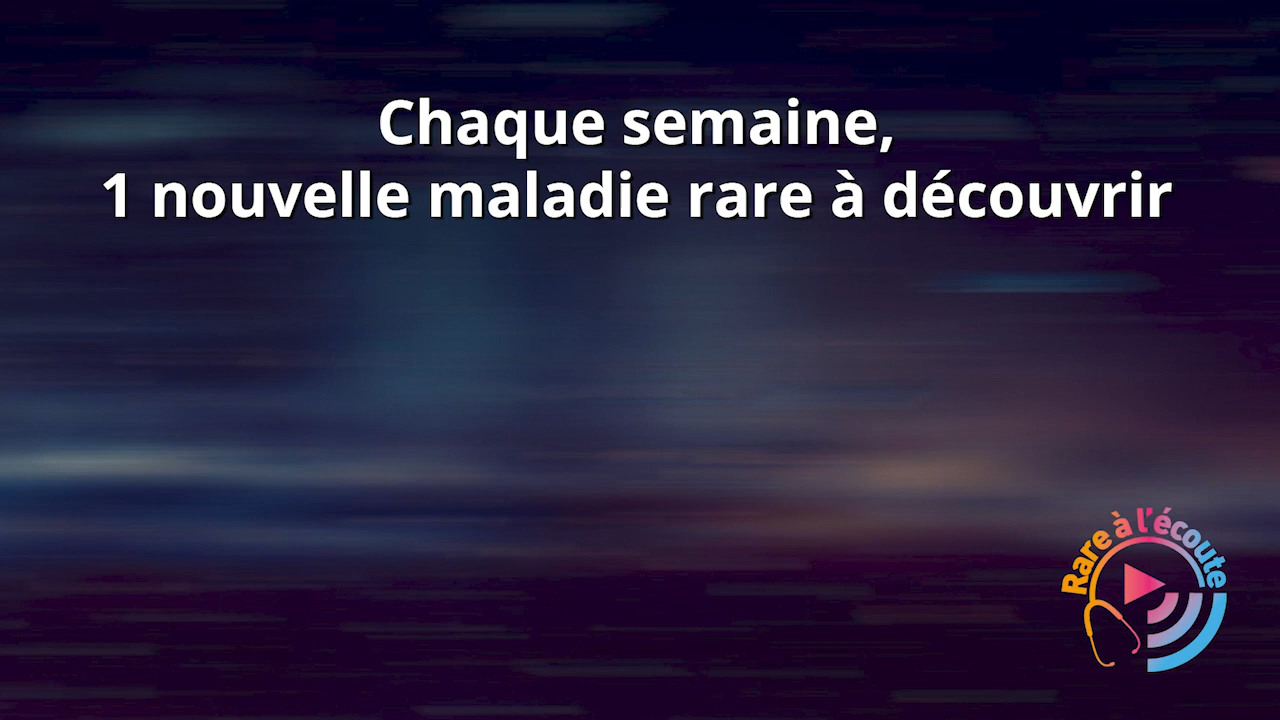 Chaque semaine,
1 nouvelle maladie rare à découvrir
Rare à l'écoute